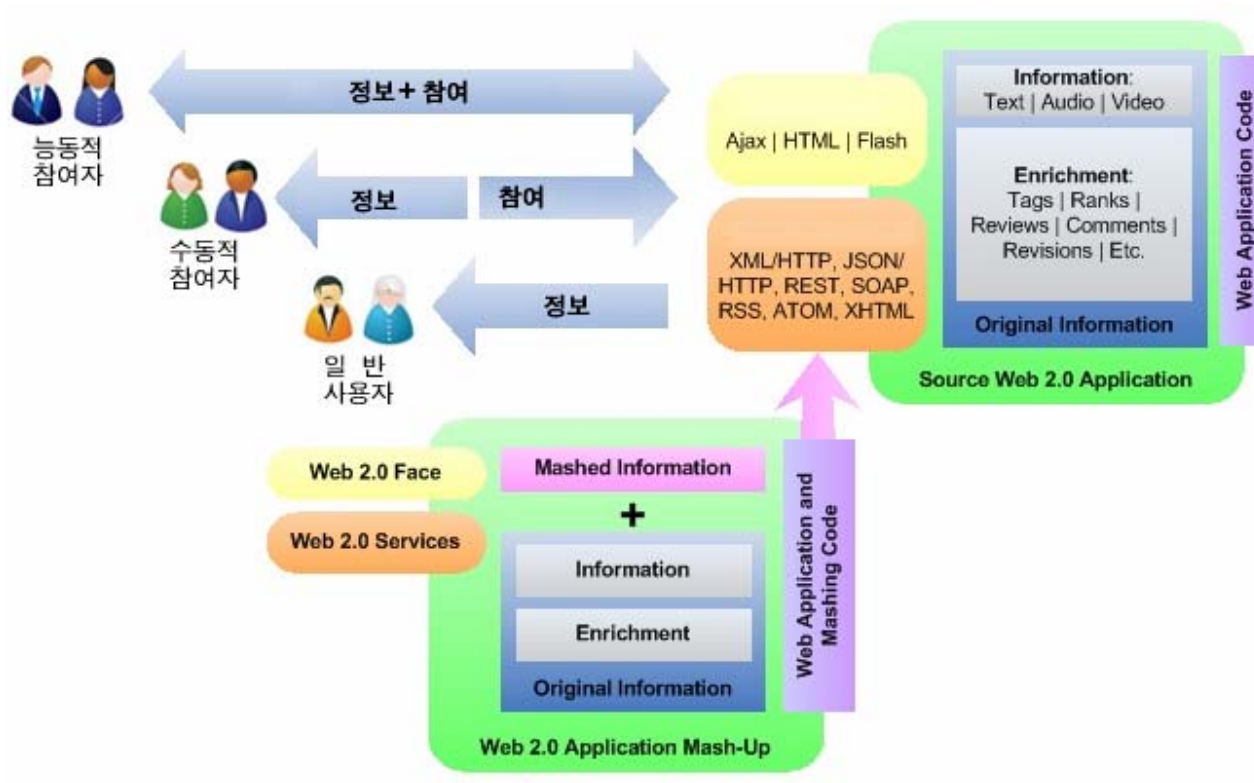 정보 + 참여
능동적
참여자
정보
참여
수동적
참여자
정보
일 반
사용자
Ajax | HTML | Flash
XML/HTTP, JSON/
HTTP, REST, SOAP,
RSS, ATOM, XHTML
Information:
Text | Audio | Video
Enrichment:
Tags | Ranks |
Reviews | Comments |
Revisions | Etc.
Original Information
Source Web 2.0 Application
Web Application Code
Web 2.0 Face
Web 2.0 Services
Mashed Information
+
Information
Enrichment
Original Information
Web 2.0 Application Mash-Up
Web Application and
Mashing Code